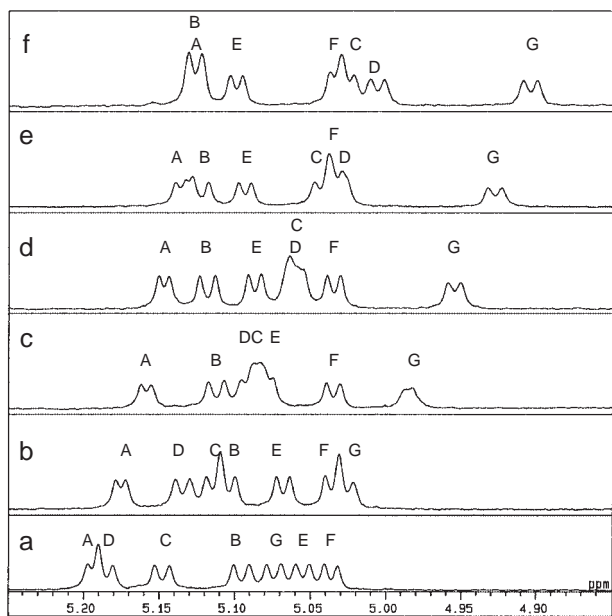 f
B
A E F C D G
e
F
A B E C D G
d
C
A B E D F G
c
DC E
A B F G
b
A D C B E F G
a
A D C B G E F
ppm
5.20 5.15 5.10 5.05 5.00 4.95 4.90